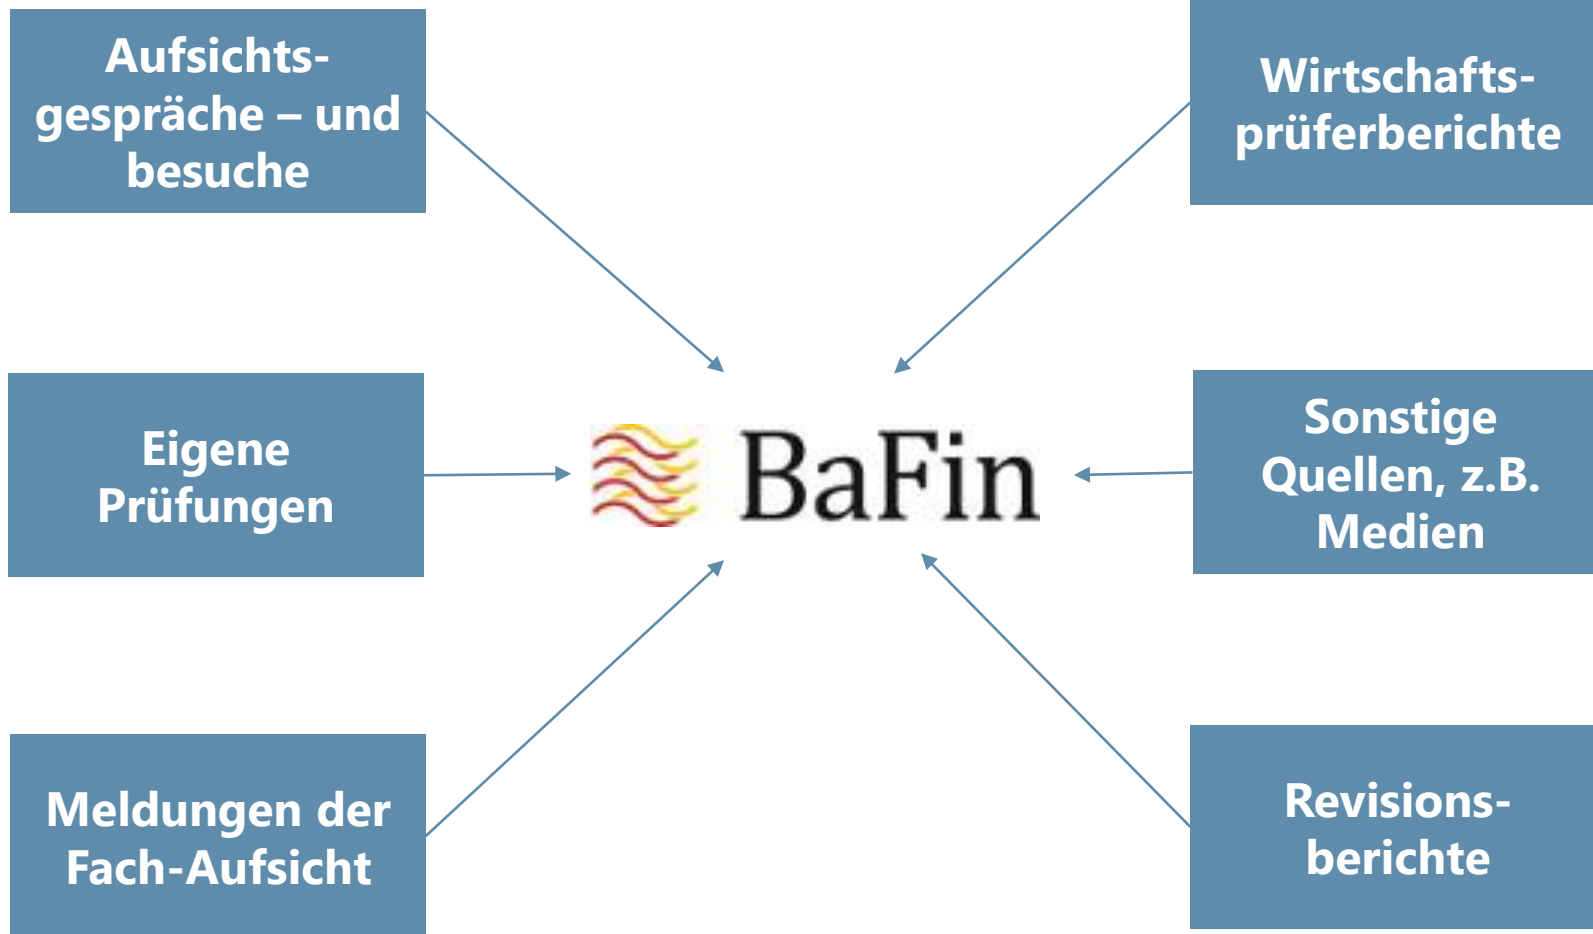 Aufsichts-
gespräche – und
besuche
Wirtschafts-
prüferberichte
Eigene
Prüfungen
BaFin
Sonstige
Quellen, z.B.
Medien
Meldungen der
Fach-Aufsicht
Revisions-
berichte